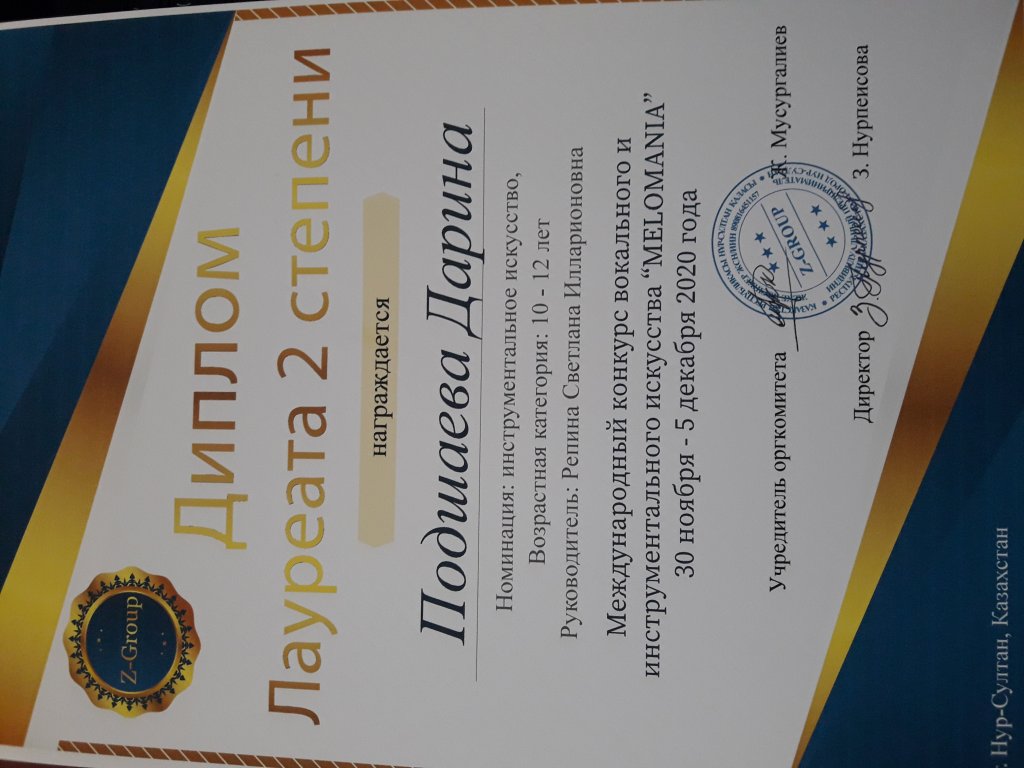 Z-Group
Диплом
Лауреата 2 степени
награждается
Подшаева Дарина
Номинация: инструментальное искусство,
Возрастная категория: 10 - 12 лет
Руководитель: Репина Светлана Илларионовна
Международный конкурс вокального и
инструментального искусства “MELOMANIA”
30 ноября - 5 декабря 2020 года
Учредитель оргкомитета Ж. Мусургалиев
Z-GROUP
Директор З. Нурпеисова
г. Нур-Султан, Казахстан